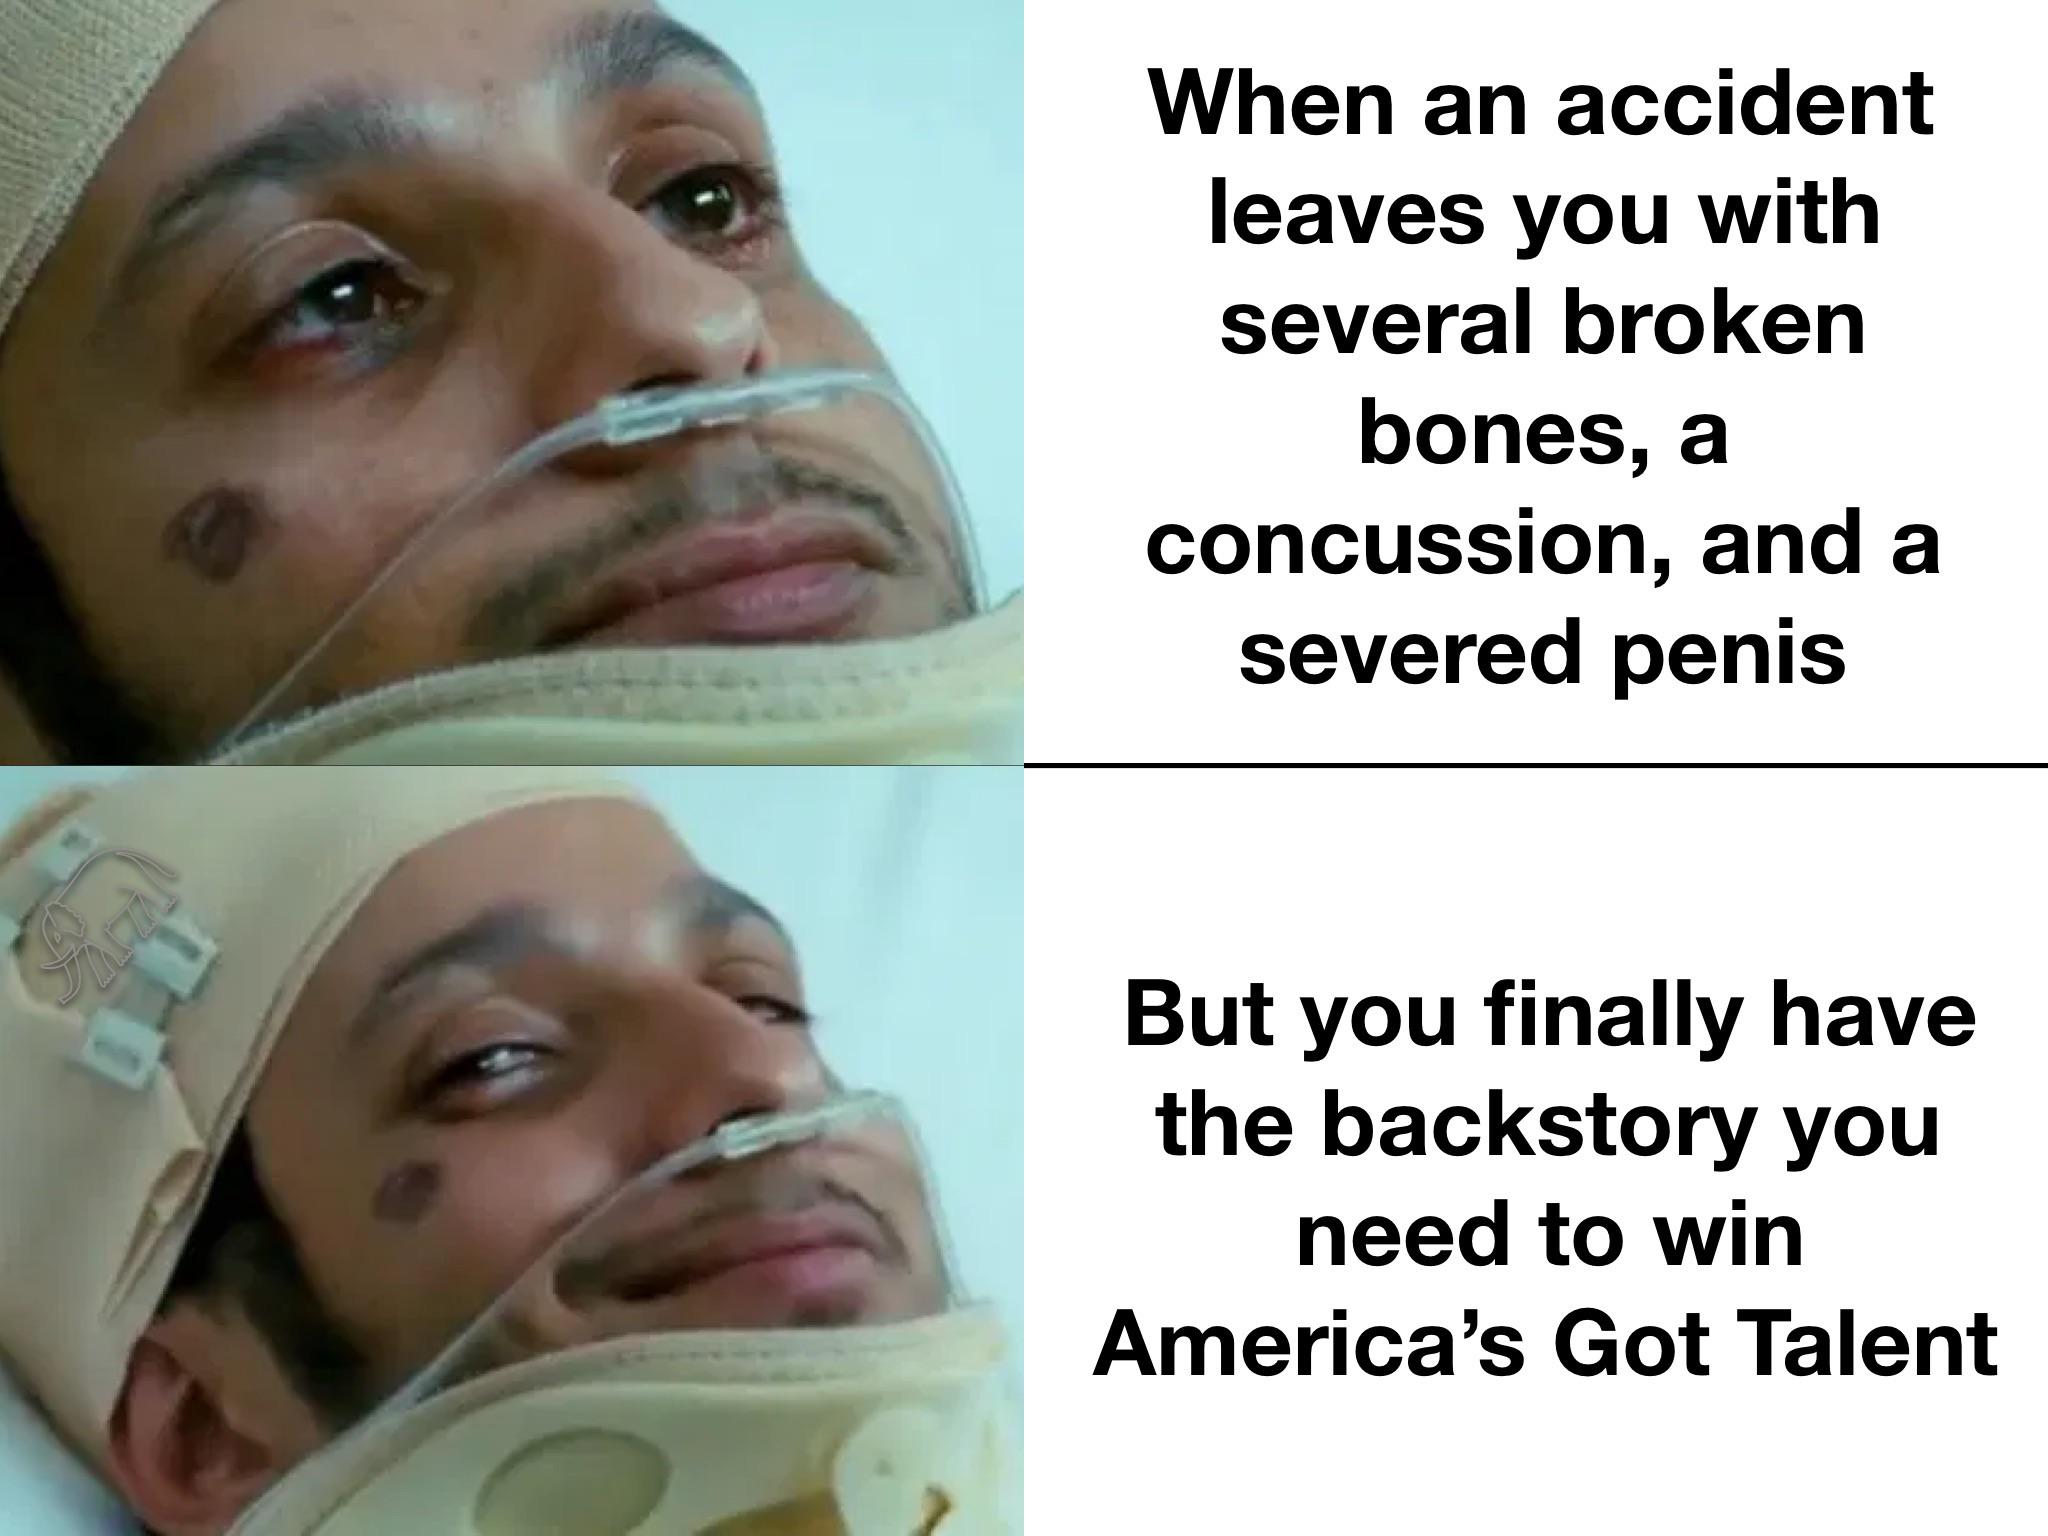 When an accident
leaves you with
several broken
bones, a
concussion, and a
severed penis
But you finally have
the backstory you
need to win
America’s Got Talent